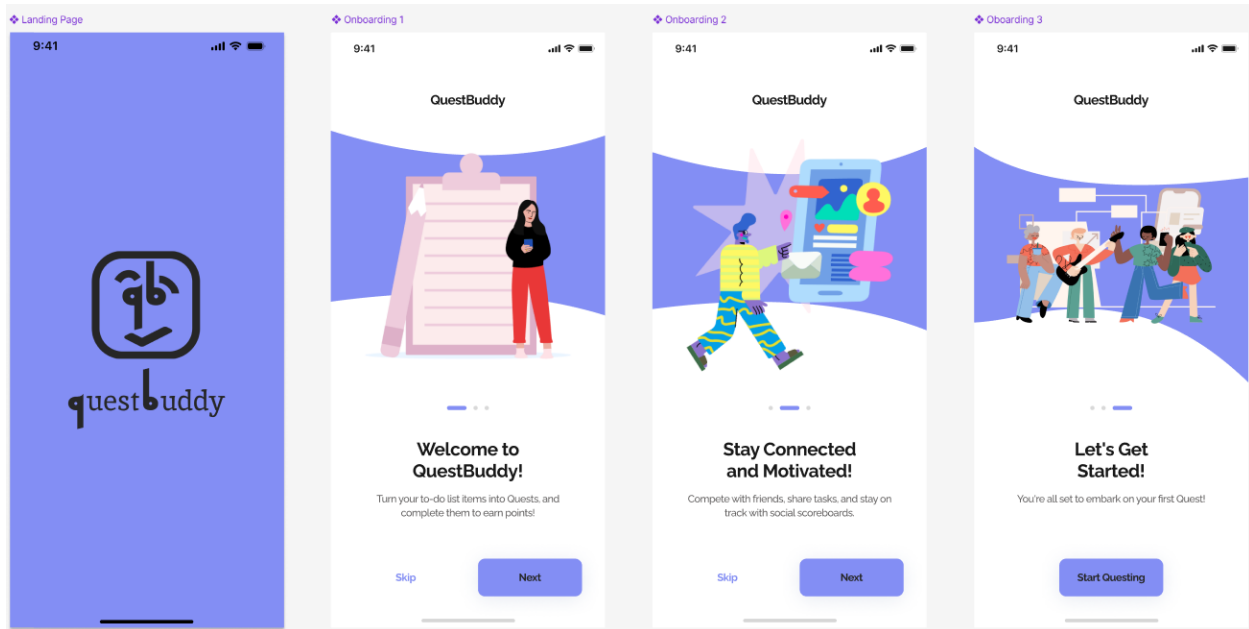 Landing Page
9:41
questbuddy
Onboarding 1
9:41
QuestBuddy
Welcome to
QuestBuddy!
Turn your to-do list items into Quests, and
complete them to earn points!
Skip
Next
Onboarding 2
9:41
QuestBuddy
Stay Connected
and Motivated!
Compete with friends, share tasks, and stay on
track with social scoreboards.
Skip
Next
Oboarding 3
9:41
QuestBuddy
Let's Get
Started!
You're all set to embark on your first Quest!
Start Questing